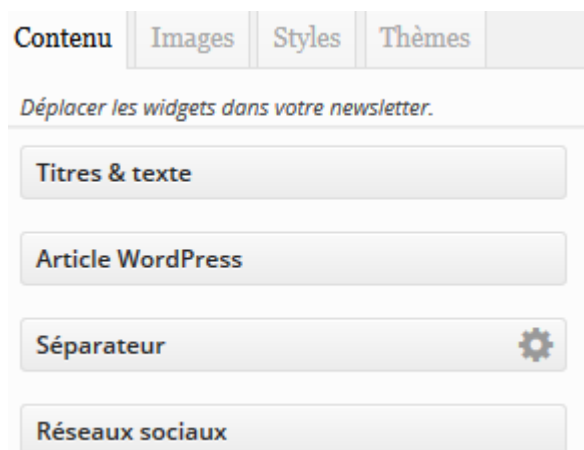 Contenu Images Styles Thèmes
Déplacer les widgets dans votre newsletter.
Titres & texte
Article WordPress
Séparateur
Réseaux sociaux